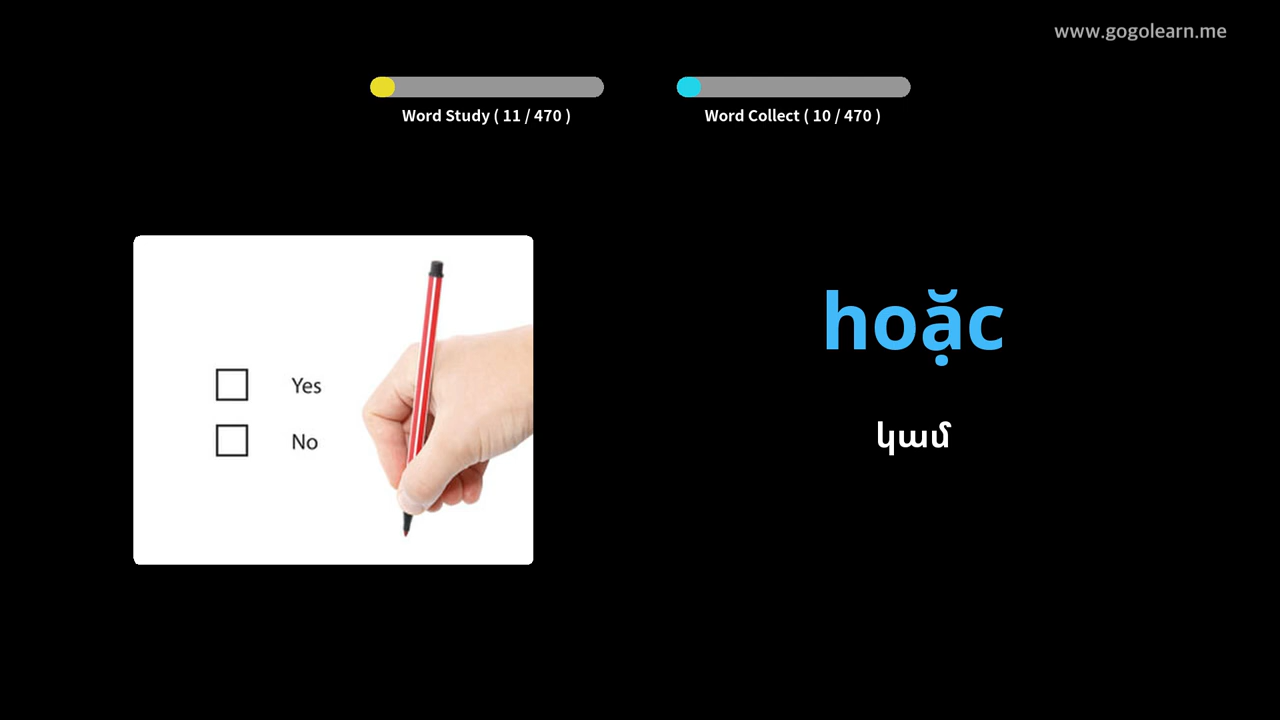 www.gogolearn.me
Word Study ( 11 / 470 )
Word Collect ( 10 / 470 )
Yes
No
hoặc
կամ